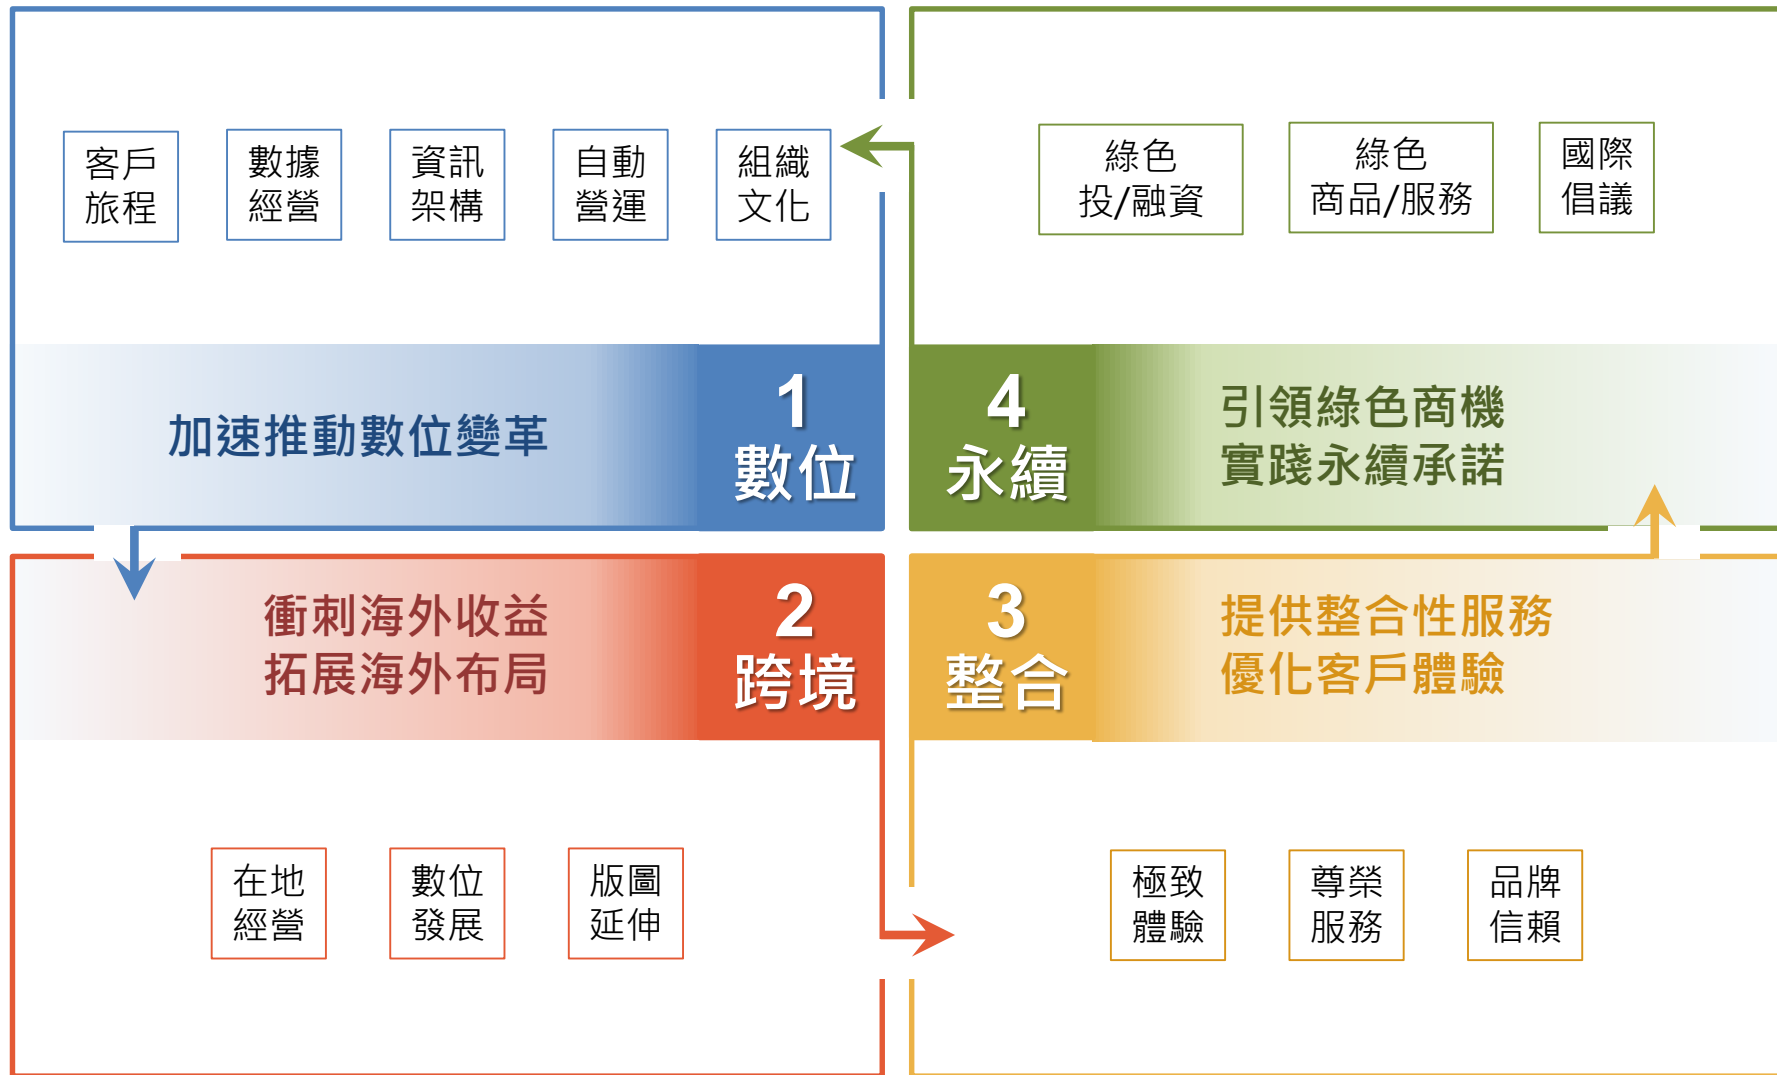 客戶
旅程
數據
經營
資訊
架構
自動
營運
組織
文化
加速推動數位變革
1
數位
衝刺海外收益
拓展海外布局
2
跨境
在地
經營
數位
發展
版圖
延伸
3
整合
提供整合性服務
優化客戶體驗
極致
體驗
尊榮
服務
品牌
信賴
綠色
投/融資
綠色
商品/服務
國際
倡議
4
永續
引領綠色商機
實踐永續承諾